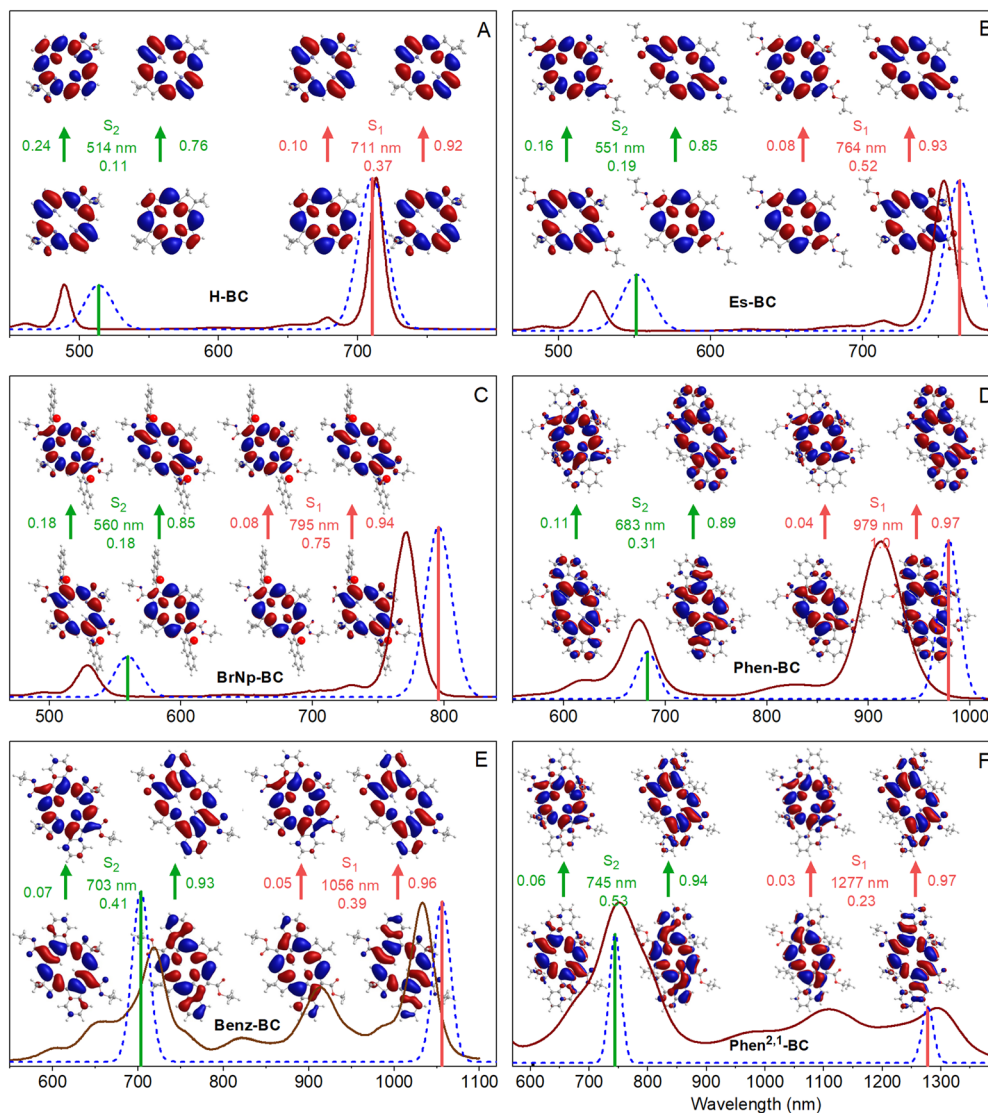 A
S2
0.24 514 nm 0.76
0.11
S1
0.10 711 nm 0.92
0.37
H-BC
500 600 700
S2
0.16 551 nm 0.85
0.19
S1
0.08 764 nm 0.93
0.52
Es-BC
500 600 700
C
S2
0.18 560 nm 0.85
0.18
S1
0.08 795 nm 0.94
0.75
BrNp-BC
500 600 700 800
D
S2
0.11 683 nm 0.89
0.31
S1
0.04 979 nm 0.97
1.0
Phen-BC
600 700 800 900 1000
E
S2
0.07 703 nm 0.93
0.41
S1
0.05 1056 nm 0.96
0.39
Benz-BC
600 700 800 900 1000 1100
F
S2
0.06 745 nm 0.94
0.53
S1
0.03 1277 nm 0.97
0.23
Phen2,1-BC
600 700 800 900 1000 1100 1200 1300
Wavelength (nm)